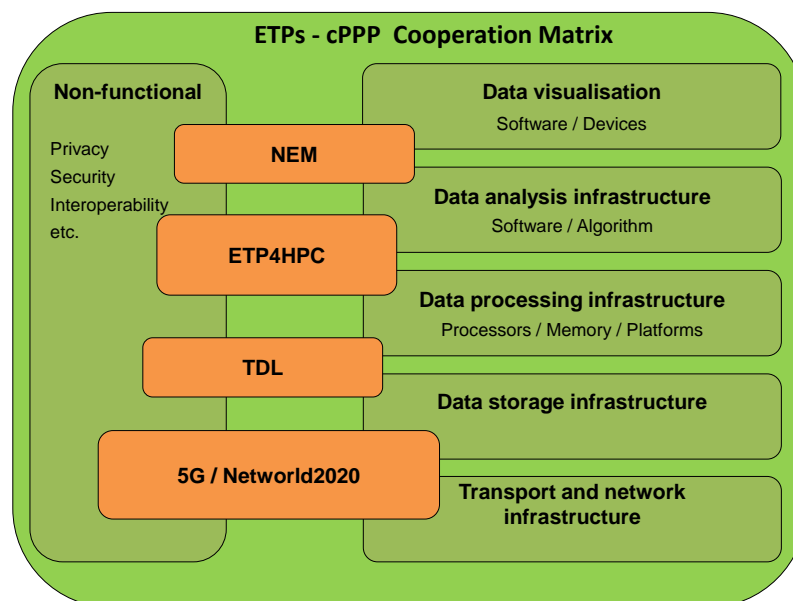 ETPs - cPPP Cooperation Matrix
Non-functional
Privacy
Security
Interoperability
etc.
Data visualisation
Software / Devices
NEM
Data analysis infrastructure
Software / Algorithm
ETP4HPC
Data processing infrastructure
Processors / Memory / Platforms
TDL
Data storage infrastructure
5G / Networld2020
Transport and network
infrastructure